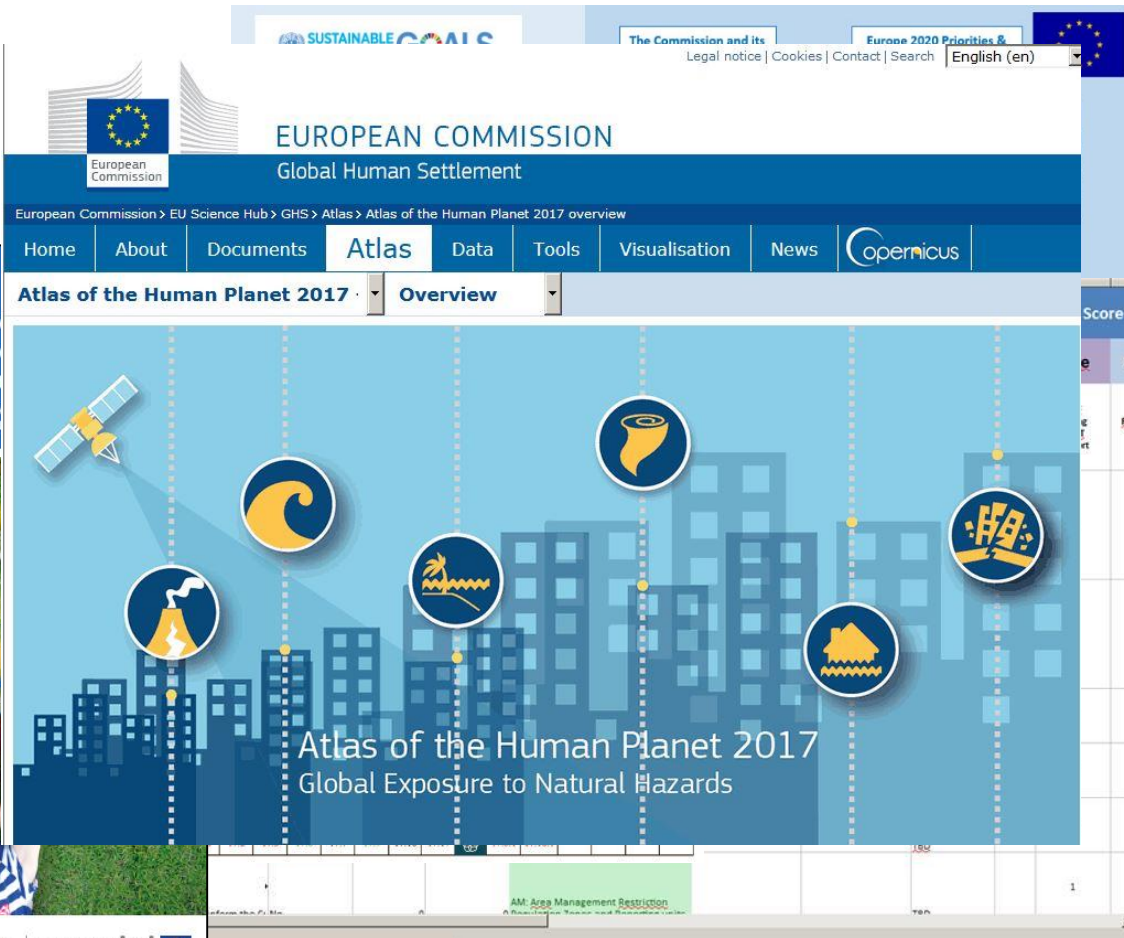 SUSTAINABLE
The Commission and its
Europe 2020 Priorities &
Legal notice | Cookies | Contact | Search
English (en)
European
Commission
EUROPEAN COMMISSION
Global Human Settlement
European Commission > EU Science Hub > GHS > Atlas > Atlas of the Human Planet 2017 overview
Home
About
Documents
Atlas
Data
Tools
Visualisation
News
Copernicus
Atlas of the Human Planet 2017
Overview
Score
Atlas of the Human Planet 2017
Global Exposure to Natural Hazards
AM: Area Management Restriction
1